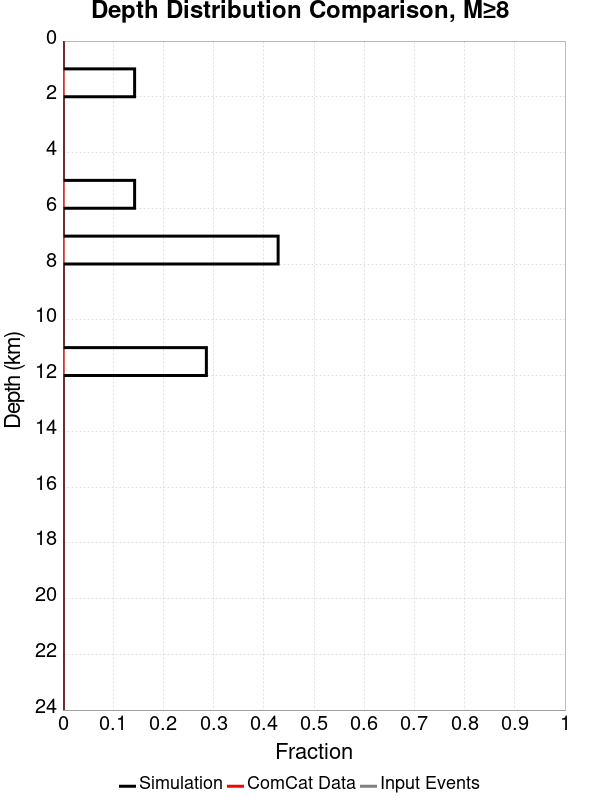 Depth Distribution Comparison, M≥8
0
2
4
6
8
10
12
14
16
18
20
22
24
Depth (km)
0 0.1 0.2 0.3 0.4 0.5 0.6 0.7 0.8 0.9 1
Fraction
Simulation ComCat Data Input Events